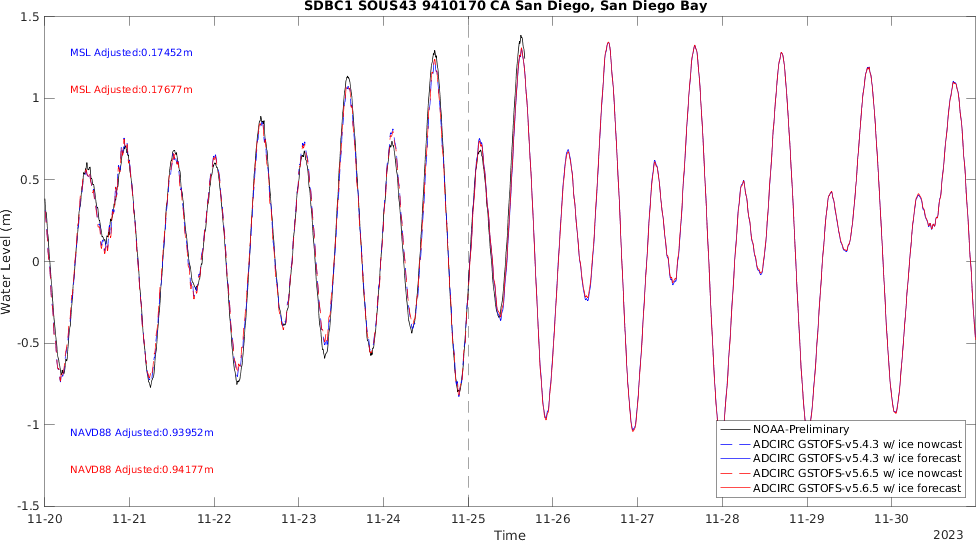 SDBC1 SOUS43 9410170 CA San Diego, San Diego Bay
1.5
1
0.5
0
-0.5
-1
-1.5
Water Level (m)
MSL Adjusted:0.17452m
MSL Adjusted:0.17677m
NAVD88 Adjusted:0.93952m
NAVD88 Adjusted:0.94177m
NOAA-Preliminary
ADCIRC GSTOFS-v5.4.3 w/ ice nowcast
ADCIRC GSTOFS-v5.4.3 w/ ice forecast
ADCIRC GSTOFS-v5.6.5 w/ ice nowcast
ADCIRC GSTOFS-v5.6.5 w/ ice forecast
11-20 11-21 11-22 11-23 11-24 11-25 11-26 11-27 11-28 11-29 11-30
Time
2023